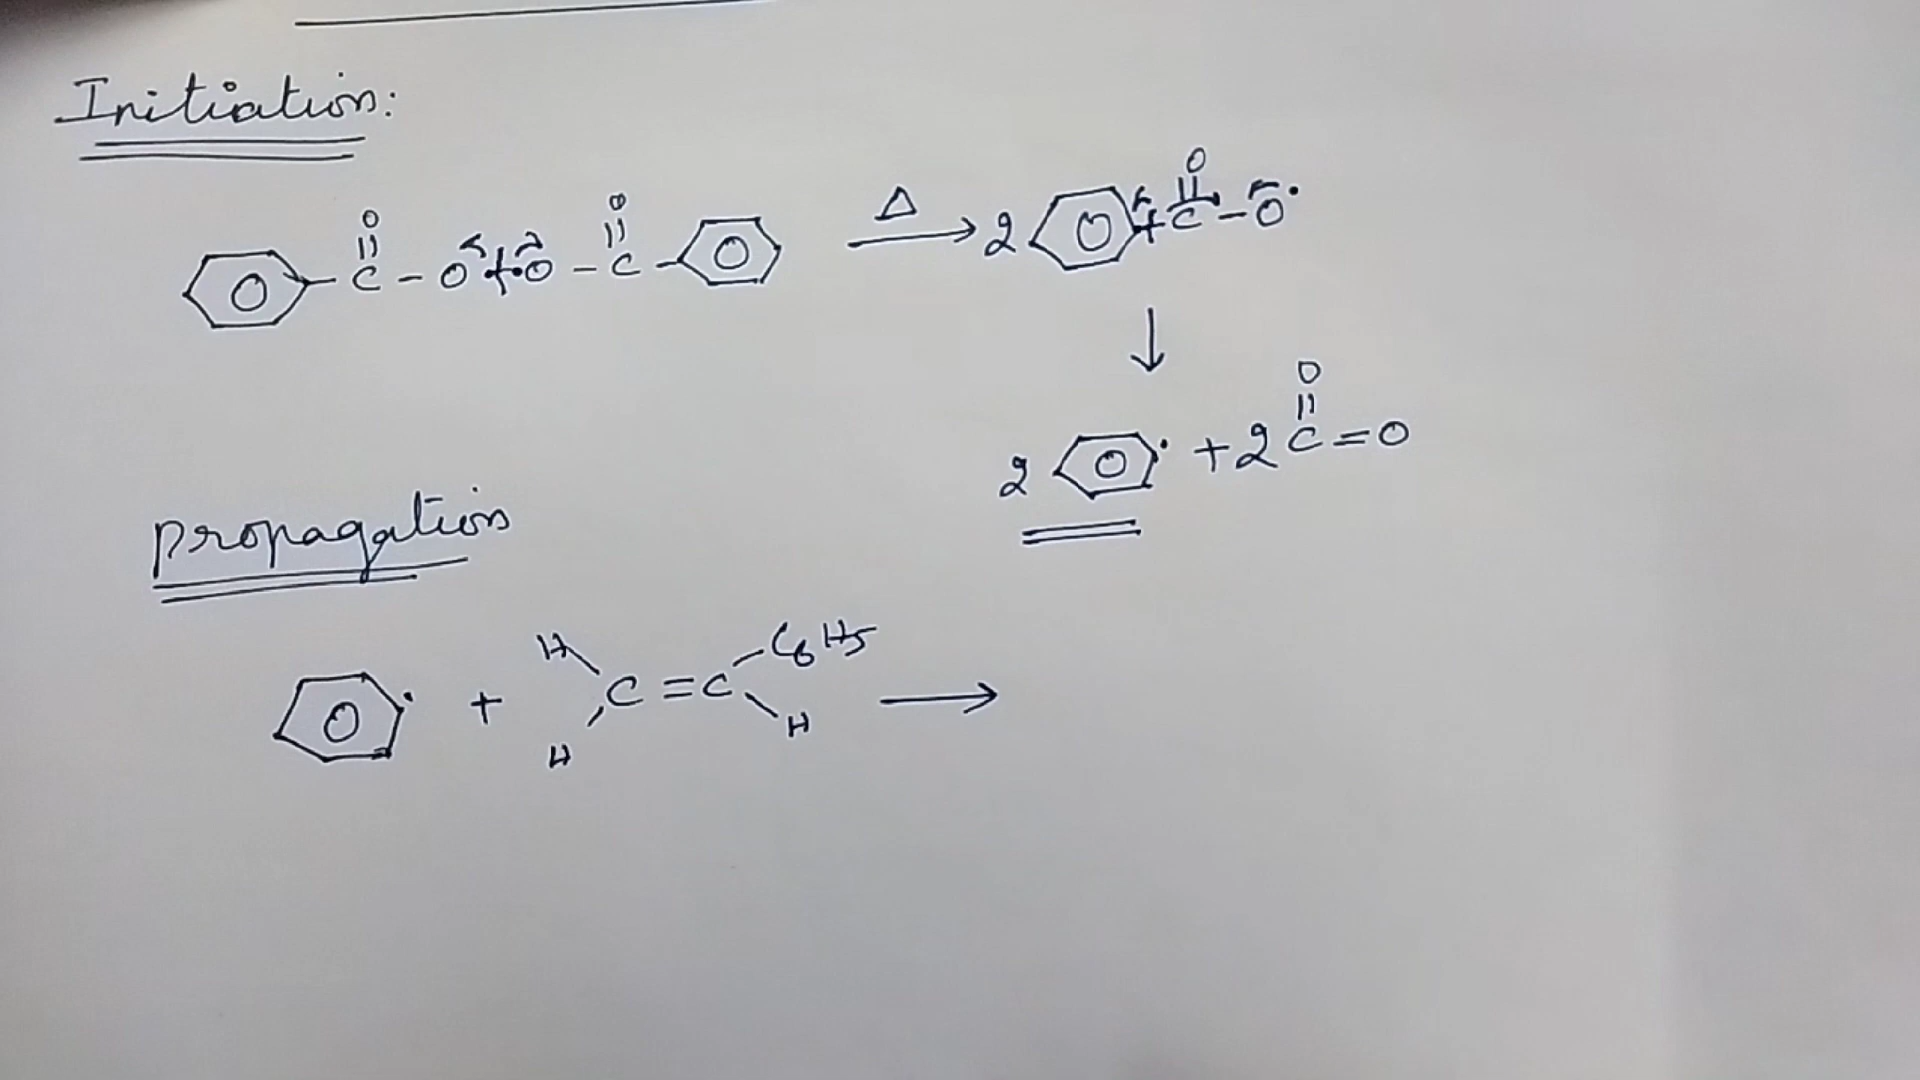 Initiation:
O O O
|| || ||
C - O + O - C Δ 2 C - O
O
||
2 + 2 C = O
propagation
H C6H5
+ C = C
H H